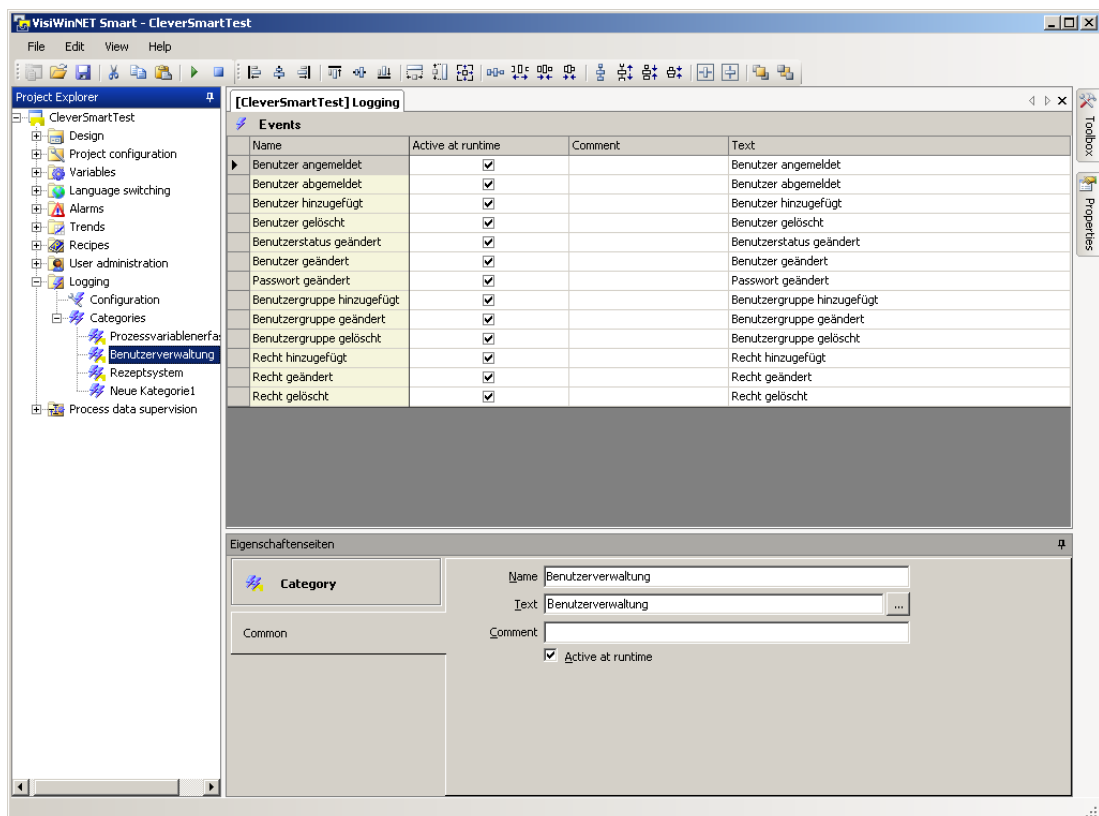 VisiWinNET Smart - CleverSmartTest
File Edit View Help
Project Explorer
CleverSmartTest
Design
Project configuration
Variables
Language switching
Alarms
Trends
Recipes
User administration
Logging
Configuration
Categories
Prozessvariablenerfa
Benutzerverwaltung
Rezeptsystem
Neue Kategorie1
Process data supervision
[CleverSmartTest] Logging
Events
Name Active at runtime Comment Text
Benutzer angemeldet Benutzer angemeldet
Benutzer abgemeldet Benutzer abgemeldet
Benutzer hinzugefügt Benutzer hinzugefügt
Benutzer gelöscht Benutzer gelöscht
Benutzerstatus geändert Benutzerstatus geändert
Benutzer geändert Benutzer geändert
Passwort geändert Passwort geändert
Benutzergruppe hinzugefügt Benutzergruppe hinzugefügt
Benutzergruppe geändert Benutzergruppe geändert
Benutzergruppe gelöscht Benutzergruppe gelöscht
Recht hinzugefügt Recht hinzugefügt
Recht geändert Recht geändert
Recht gelöscht Recht gelöscht
Toolbox
Properties
Eigenschaftenseiten
Category
Common
Name Benutzerverwaltung
Text Benutzerverwaltung ...
Comment
Active at runtime